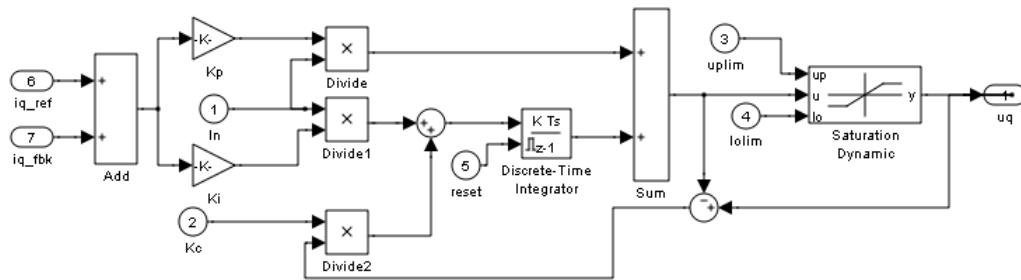 6
iq_ref
7
iq_fbk
+
+
Add
-K-
Kp
-K-
Ki
1
In
2
Kc
×
Divide
×
Divide1
×
Divide2
+
+
5
reset
K Ts
z-1
Discrete-Time
Integrator
+
+
Sum
3
uplim
4
lolim
up
u
lo
y
Saturation
Dynamic
−
+
1
uq